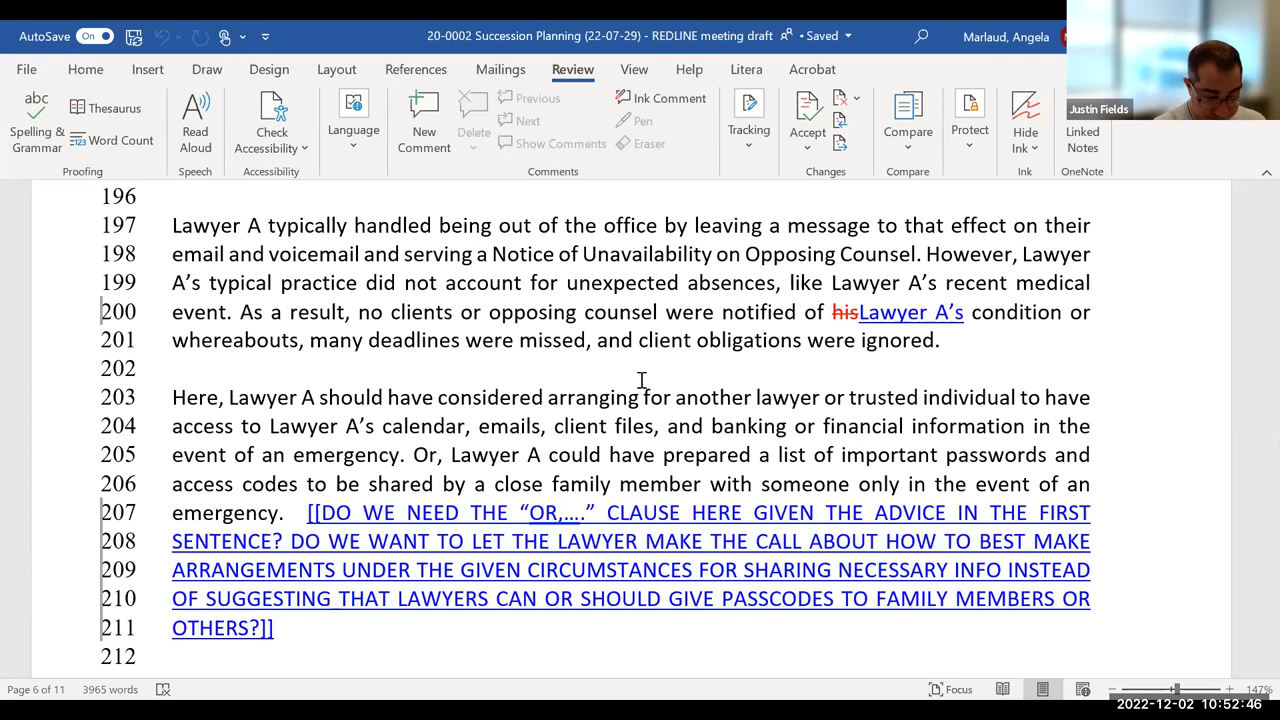 AutoSave On 20-0002 Succession Planning (22-07-29) - REDLINE meeting draft • Saved Marlaud, Angela
File Home Insert Draw Design Layout References Mailings Review View Help Litera Acrobat
Justin Fields
abc Spelling & Grammar
Thesaurus
Word Count
Proofing
Read Aloud
Speech
Check Accessibility
Accessibility
Language
New Comment
Delete
Previous
Next
Show Comments
Ink Comment
Pen
Eraser
Comments
Tracking
Accept
Changes
Compare
Compare
Protect
Hide Ink
Ink
Linked Notes
OneNote
196
197 Lawyer A typically handled being out of the office by leaving a message to that effect on their
198 email and voicemail and serving a Notice of Unavailability on Opposing Counsel. However, Lawyer
199 A's typical practice did not account for unexpected absences, like Lawyer A's recent medical
200 event. As a result, no clients or opposing counsel were notified of hisLawyer A's condition or
201 whereabouts, many deadlines were missed, and client obligations were ignored.
202
203 Here, Lawyer A should have considered arranging for another lawyer or trusted individual to have
204 access to Lawyer A's calendar, emails, client files, and banking or financial information in the
205 event of an emergency. Or, Lawyer A could have prepared a list of important passwords and
206 access codes to be shared by a close family member with someone only in the event of an
207 emergency. [[DO WE NEED THE “OR,….” CLAUSE HERE GIVEN THE ADVICE IN THE FIRST
208 SENTENCE? DO WE WANT TO LET THE LAWYER MAKE THE CALL ABOUT HOW TO BEST MAKE
209 ARRANGEMENTS UNDER THE GIVEN CIRCUMSTANCES FOR SHARING NECESSARY INFO INSTEAD
210 OF SUGGESTING THAT LAWYERS CAN OR SHOULD GIVE PASSCODES TO FAMILY MEMBERS OR
211 OTHERS?]]
212
Page 6 of 11 3965 words Focus 147%
2022-12-02 10:52:46